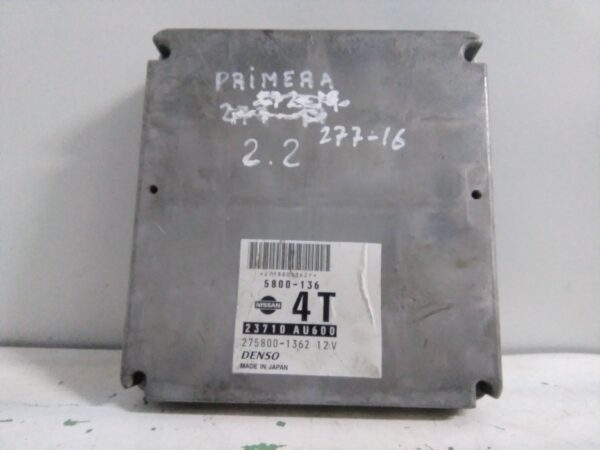 PRIMERA
277-16
2.2
5800-136
NISSAN
4T
23710 AU600
275800-1362 12V
DENSO
MADE IN JAPAN